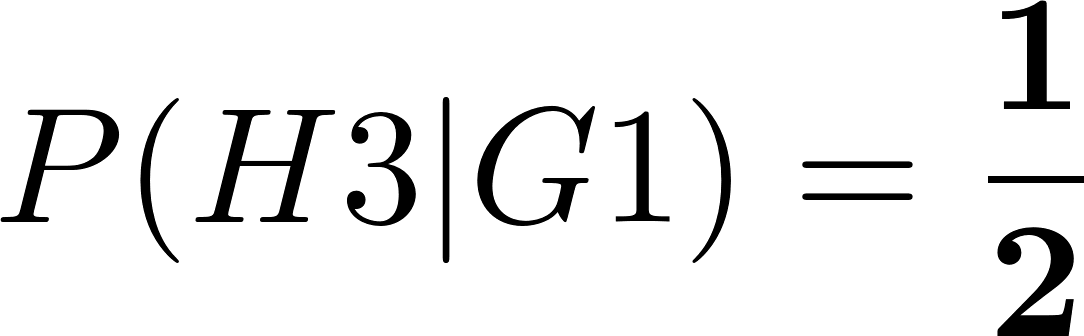 P(H3|G1) = 1/2